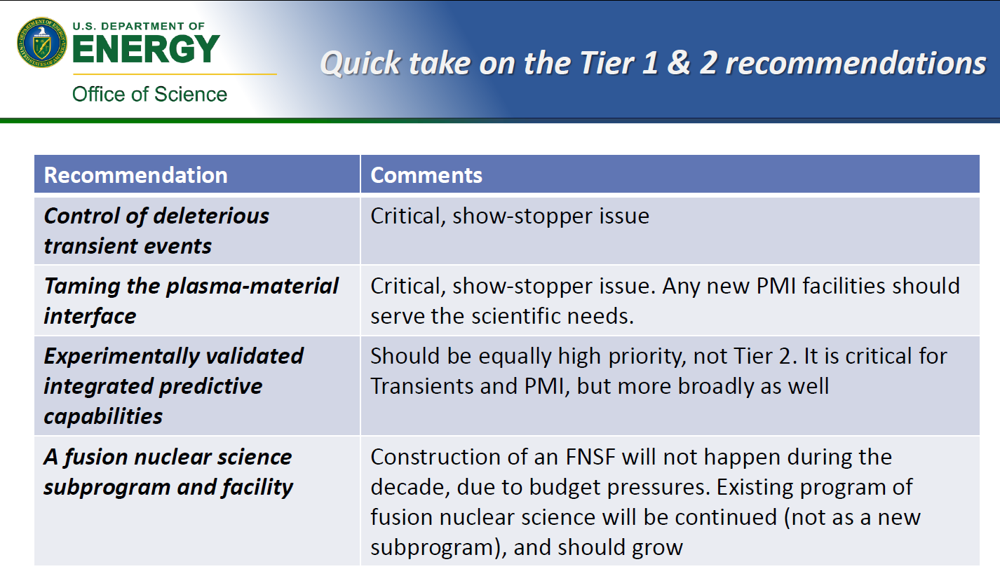 U.S. DEPARTMENT OF
ENERGY
Office of Science
Quick take on the Tier 1 & 2 recommendations
Recommendation
Comments
Control of deleterious
transient events
Critical, show-stopper issue
Taming the plasma-material
interface
Critical, show-stopper issue. Any new PMI facilities should
serve the scientific needs.
Experimentally validated
integrated predictive
capabilities
Should be equally high priority, not Tier 2. It is critical for
Transients and PMI, but more broadly as well
A fusion nuclear science
subprogram and facility
Construction of an FNSF will not happen during the
decade, due to budget pressures. Existing program of
fusion nuclear science will be continued (not as a new
subprogram), and should grow